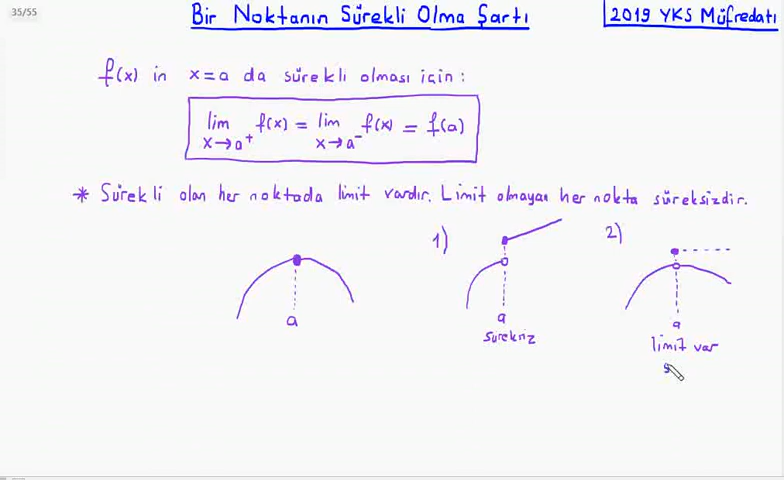 35/55
Bir Noktanın Sürekli Olma Şartı
2019 YKS Müfredatı
f(x) in x=a da sürekli olması için:
lim x→a⁺ f(x) = lim x→a⁻ f(x) = f(a)
* Sürekli olan her noktada limit vardır. Limit olmayan her nokta süreksizdir.
1)
2)
a
a
a
limit var
s